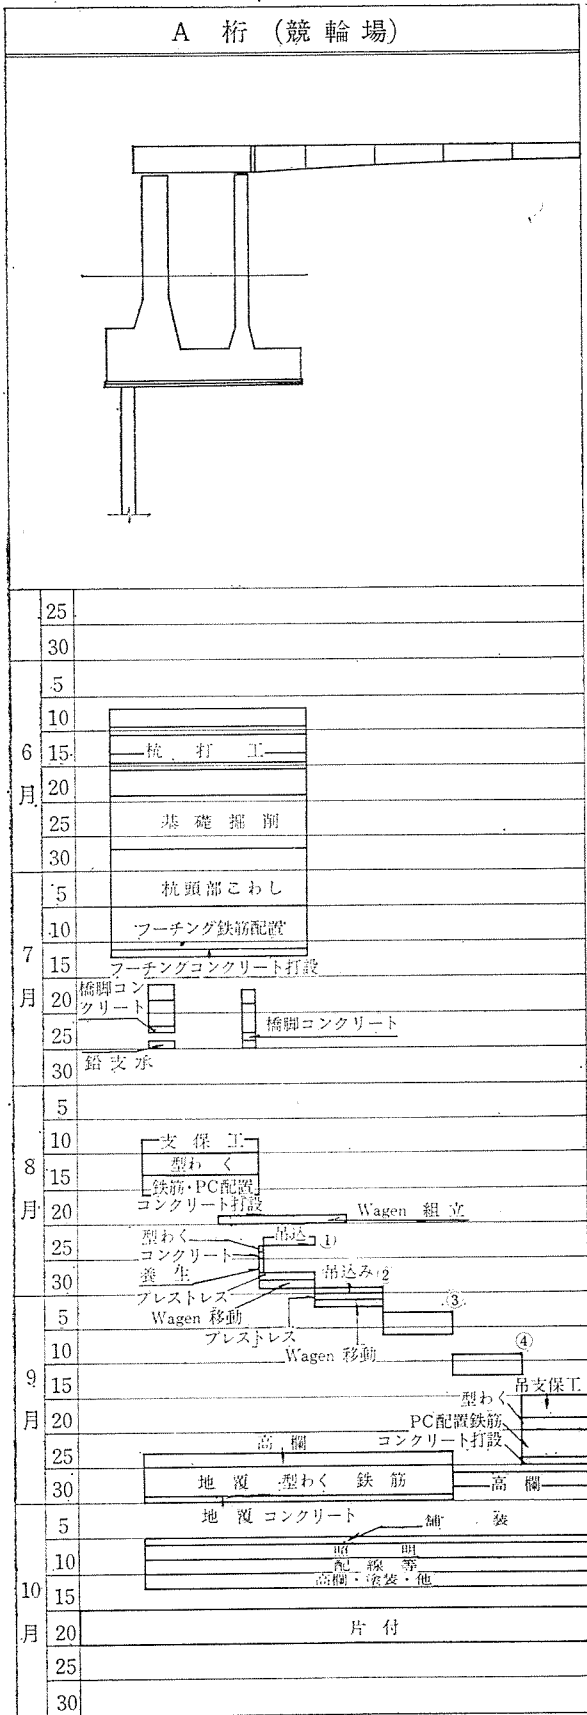 A 桁 (競輪場)
25
30
5
10
6
15
杭 打 工
20
月
25
基 礎 掘 削
30
5
杭頭部こわし
10
フーチング鉄筋配置
7
15
フーチングコンクリート打設
月
20
橋脚コン
クリート
橋脚コンクリート
25
鉛支承
30
5
10
支 保 工
8
型わ く
15
鉄筋・PC配置
コンクリート打設
月
20
Wagen 組立
型わく
吊込
①
25
コンクリート
養 生
30
吊込み
2
プレストレス
Wagen 移動
③
5
プレストレス
Wagen 移動
④
10
9
15
吊支保工
型わく
月
20
PC配置鉄筋
コンクリート打設
25
高 欄
30
地 覆 型わく 鉄 筋
高 欄
地 覆 コンクリート
5
舗 装
照 明
10
配 線 等
高欄・塗装・他
10
15
月
20
片 付
25
30